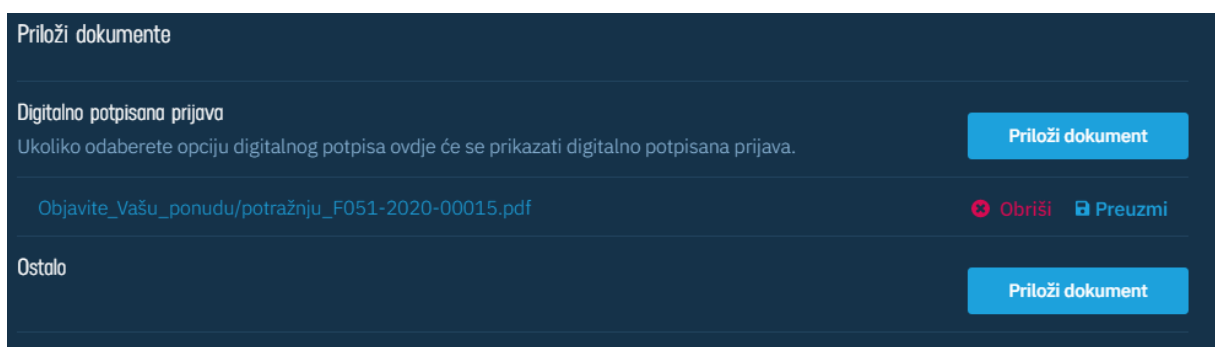 Priloži dokumente
Digitalno potpisana prijava
Ukoliko odaberete opciju digitalnog potpisa ovdje će se prikazati digitalno potpisana prijava.
Priloži dokument
Objavite_Vašu_ponudu/potražnju_F051-2020-00015.pdf
Obriši Preuzmi
Ostalo
Priloži dokument